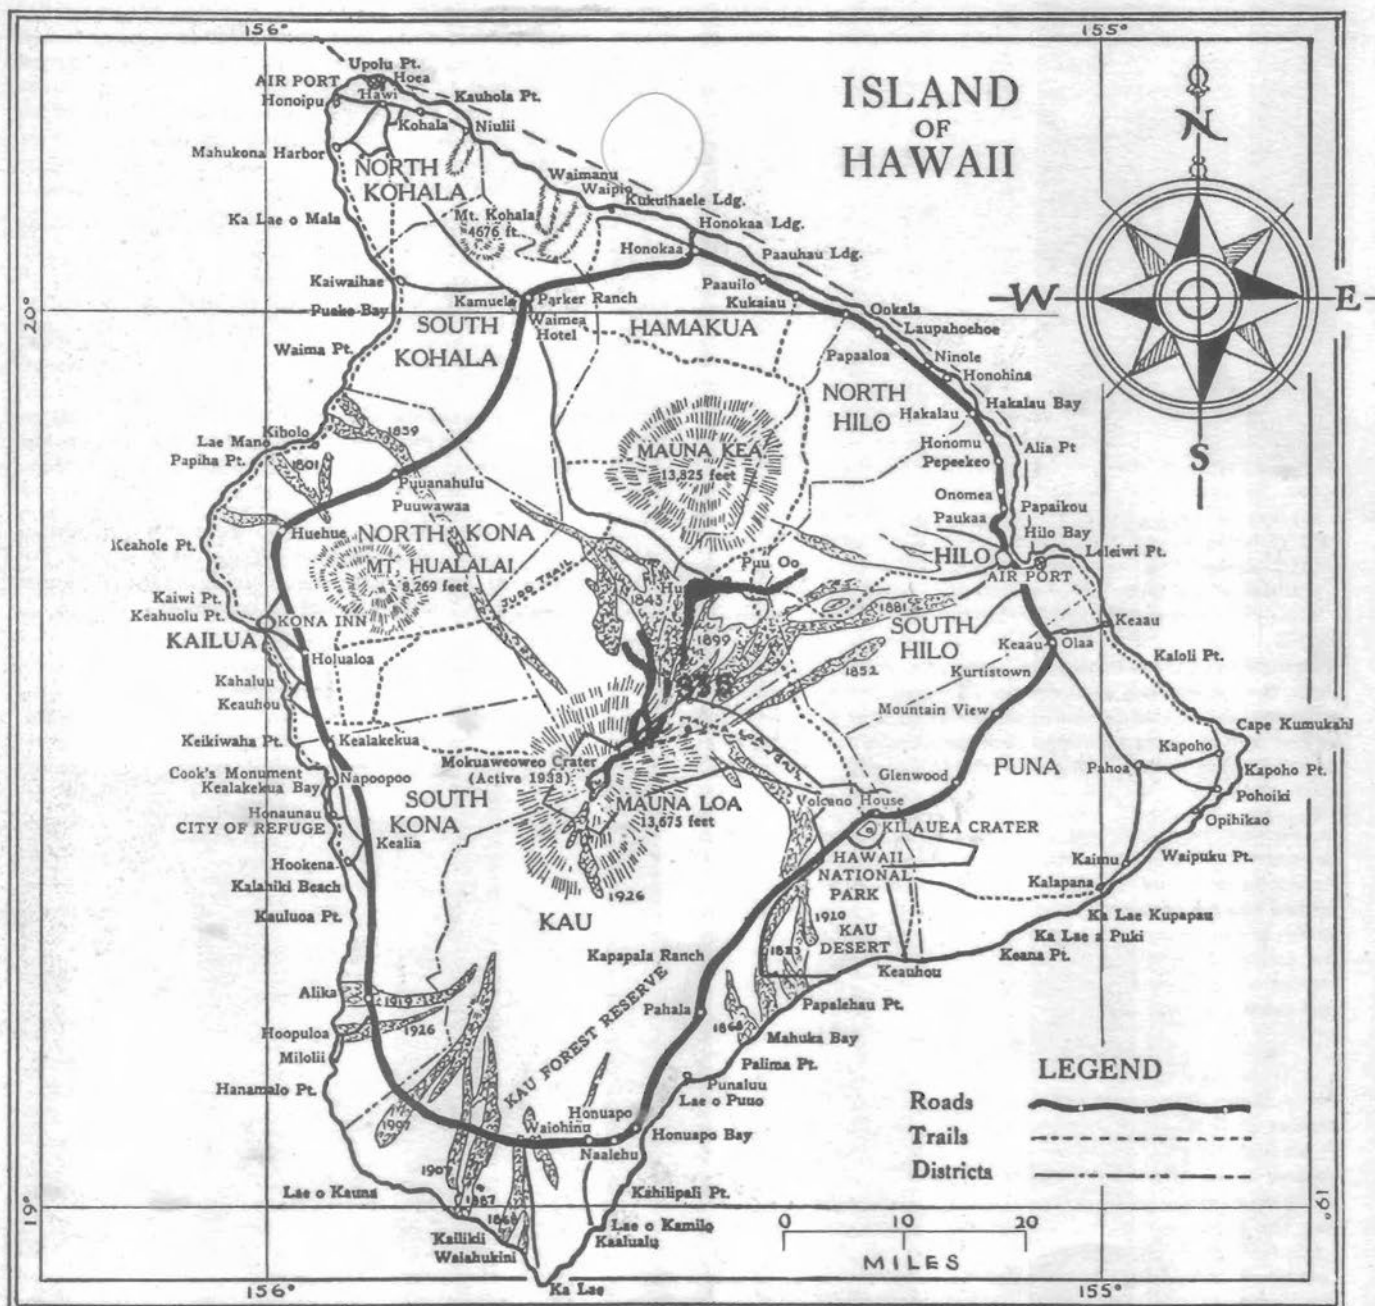 156°
155°
ISLAND
OF
HAWAII
N
W
E
S
20°
Upolu Pt.
AIR PORT
Hoea
Hawi
Honoipu
Kauhola Pt.
Kohala
Niulii
Mahukona Harbor
NORTH
KOHALA
Waimanu
Waipio
Kukuihaele Ldg.
Ka Lae o Mala
Mt. Kohala
4676 ft.
Honokaa Ldg.
Honokaa
Paauhau Ldg.
Kaiwaihae
Kamuela
Parker Ranch
Paauilo
Kukaiau
Puako Bay
SOUTH
KOHALA
Waimea
Hotel
HAMAKUA
Ookala
Laupahoehoe
Waima Pt.
Papaaloa
Ninole
Honohina
NORTH
HILO
Hakalau
Hakalau Bay
Kiholo
1859
Lae Mano
Papiha Pt.
1801
MAUNA KEA
13,825 feet
Honomu
Alia Pt
Pepeekeo
Puuanahulu
Puuwawaa
Onomea
Papaikou
Paukaa
Huehue
NORTH KONA
Hilo Bay
Keahole Pt.
HILO
Leleiwi Pt.
AIR PORT
MT. HUALALAI
8,269 feet
JUDD TRAIL
Puu Oo
Hu
1843
1881
Kaiwi Pt.
Keahuolu Pt.
KONA INN
KAILUA
1899
SOUTH
HILO
Keaau
Keaau
Olaa
Holualoa
1852
Kaloli Pt.
Kahaluu
Keauhou
1935
Kurtistown
Mountain View
Cape Kumukahi
Keikiwaha Pt.
Kealakekua
Mokuaweoweo Crater
(Active 1933)
Kapoho
Cook's Monument
Kealakekua Bay
Napoopoo
Glenwood
PUNA
Pahoa
Kapoho Pt.
Pohoiki
SOUTH
KONA
MAUNA LOA
13,675 feet
Volcano House
Honaunau
CITY OF REFUGE
KILAUEA CRATER
Opihikao
Kealia
HAWAII
NATIONAL
PARK
Hookena
Kaimu
Waipuku Pt.
Kalahiki Beach
1926
Kalapana
Kauluoa Pt.
KAU
1920
KAU
DESERT
Ka Lae Kupapau
Ka Lae a Puki
1823
Kapapala Ranch
Keauhou
Keana Pt.
Alika
1919
Pahala
Papalehau Pt.
Hoopuloa
1926
1868
Mahuka Bay
Milolii
KAU FOREST RESERVE
Palima Pt.
Hanamalo Pt.
Punaluu
Lae o Puuo
1907
Waiohinu
Honuapo
Honuapo Bay
Naalehu
1907
1887
Lae o Kauna
Kahilipali Pt.
1868
Lae o Kamilo
Kailikii
Kaalualu
Waiahukini
Ka Lae
LEGEND
Roads
Trails
Districts
0 10 20
MILES
19°
19°
156°
155°